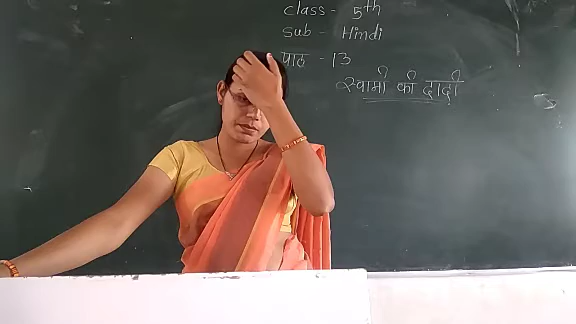 class - 5th
Sub - Hindi
पाठ - 13
स्वामी की दादी